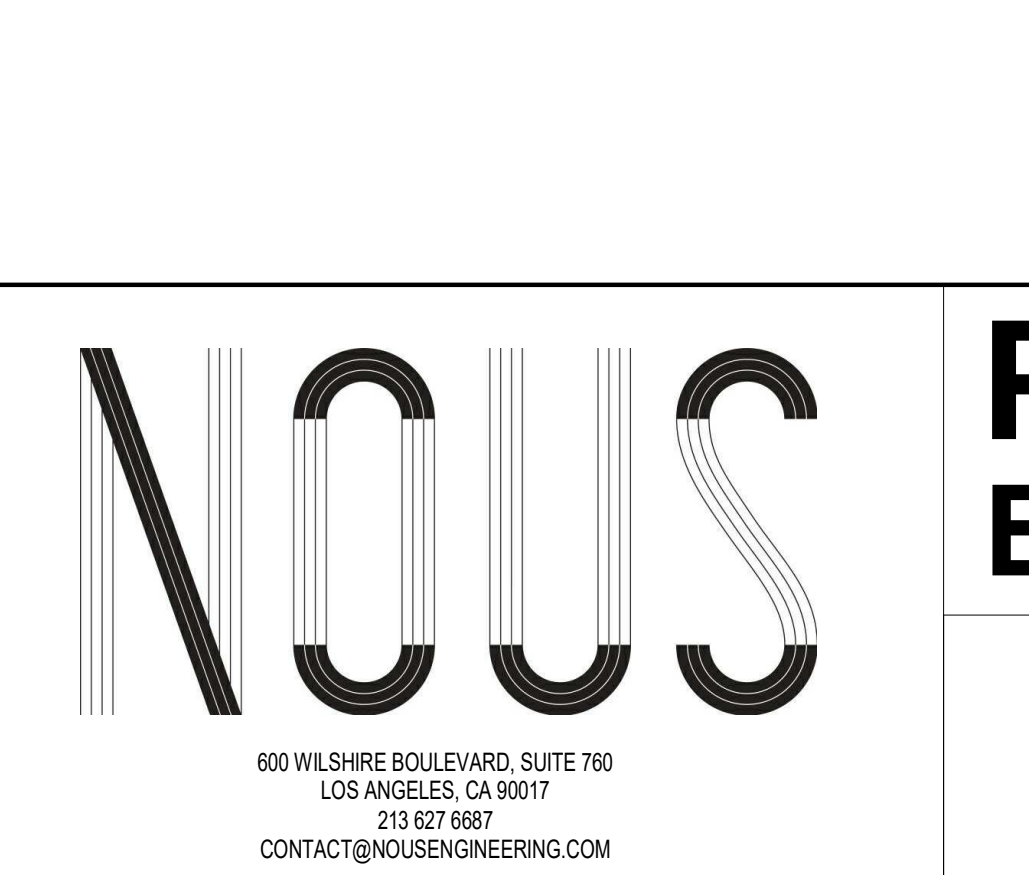 NOUS
600 WILSHIRE BOULEVARD, SUITE 760
LOS ANGELES, CA 90017
213 627 6687
CONTACT@NOUSENGINEERING.COM